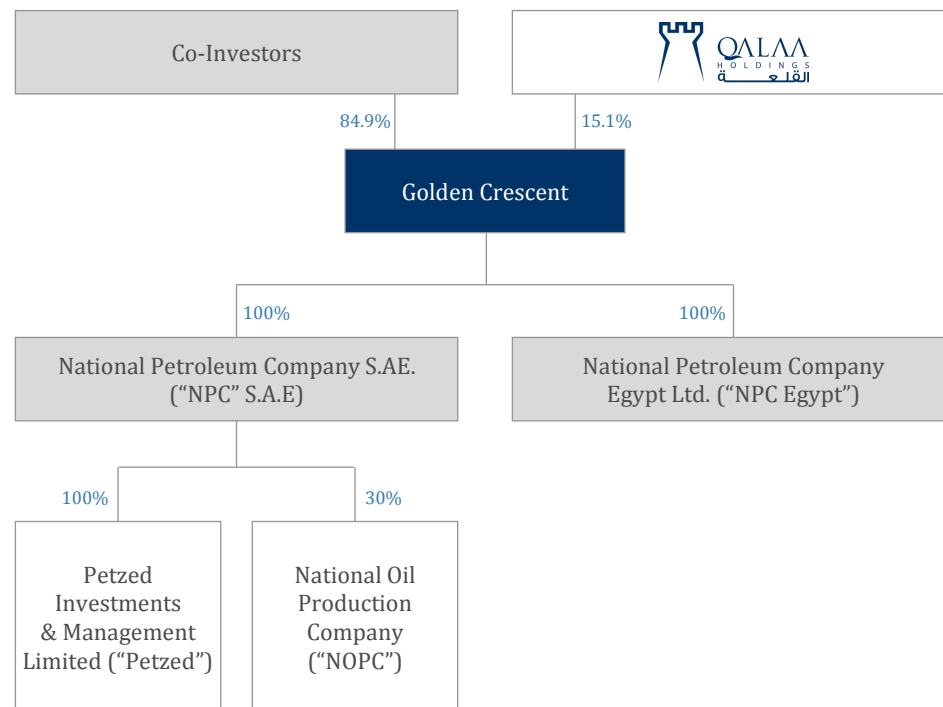 Co-Investors
QALAA
HOLDINGS
القلعة
84.9%
15.1%
Golden Crescent
100%
100%
National Petroleum Company S.AE.
(“NPC” S.A.E)
National Petroleum Company
Egypt Ltd. (“NPC Egypt”)
100%
30%
Petzed
Investments
& Management
Limited (“Petzed”)
National Oil
Production
Company
(“NOPC”)